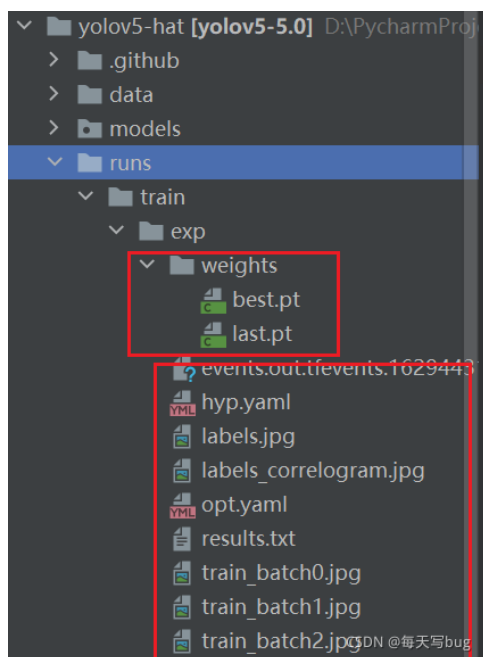 yolov5-hat [yolov5-5.0] D:\PycharmProj
.github
data
models
runs
train
exp
weights
best.pt
last.pt
events.out.tfevents.1629443
hyp.yaml
labels.jpg
labels_correlogram.jpg
opt.yaml
results.txt
train_batch0.jpg
train_batch1.jpg
train_batch2.jpg
CSDN @每天写bug